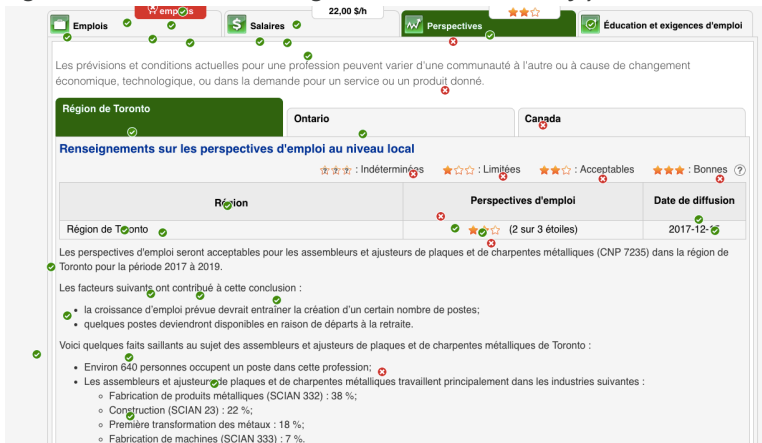 emplois
22,00 $/h
Emplois
Salaires
Perspectives
Éducation et exigences d'emploi
Les prévisions et conditions actuelles pour une profession peuvent varier d'une communauté à l'autre ou à cause de changement
économique, technologique, ou dans la demande pour un service ou un produit donné.
Région de Toronto
Ontario
Canada
Renseignements sur les perspectives d'emploi au niveau local
: Indéterminées : Limitées : Acceptables : Bonnes ?
Région Perspectives d'emploi Date de diffusion
Région de Toronto (2 sur 3 étoiles)
Les perspectives d'emploi seront acceptables pour les assembleurs et ajusteurs de plaques et de charpentes métalliques (CNP 7235) dans la région de
Toronto pour la période 2017 à 2019.
Les facteurs suivants ont contribué à cette conclusion :
• la croissance d'emploi prévue devrait entraîner la création d'un certain nombre de postes;
• quelques postes deviendront disponibles en raison de départs à la retraite.
Voici quelques faits saillants au sujet des assembleurs et ajusteurs de plaques et de charpentes métalliques de Toronto :
• Environ 640 personnes occupent un poste dans cette profession;
• Les assembleurs et ajusteurs de plaques et de charpentes métalliques travaillent principalement dans les industries suivantes :
Fabrication de produits métalliques (SCIAN 332) : 38 %;
Construction (SCIAN 23) : 22 %;
Première transformation des métaux : 18 %;
Fabrication de machines (SCIAN 333) : 7 %.